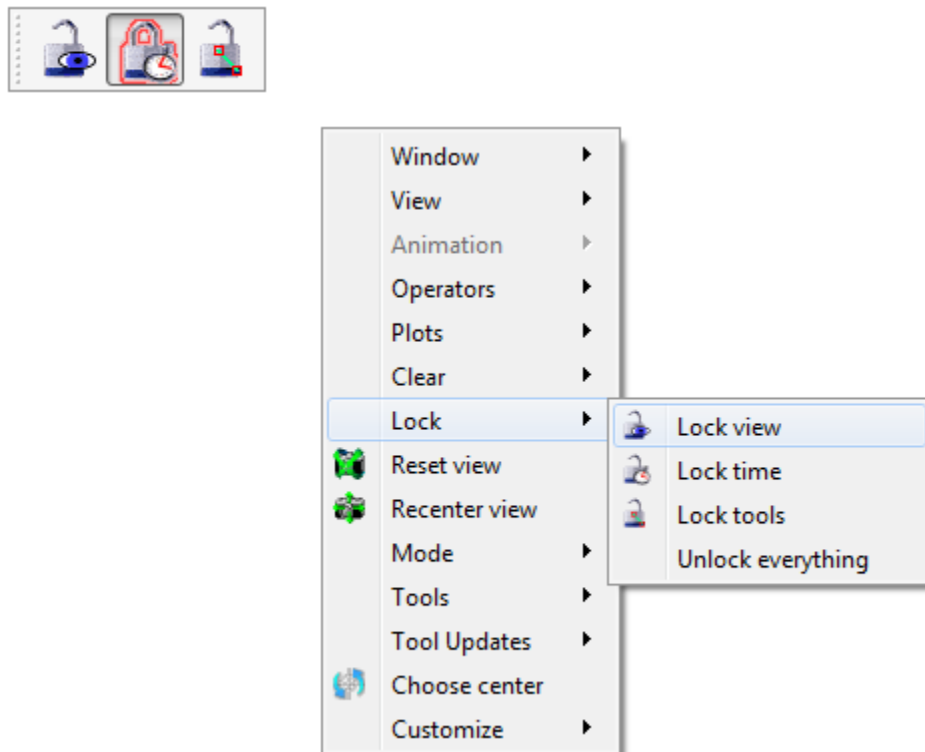 Window
View
Animation
Operators
Plots
Clear
Lock
Lock view
Reset view
Lock time
Recenter view
Lock tools
Mode
Unlock everything
Tools
Tool Updates
Choose center
Customize